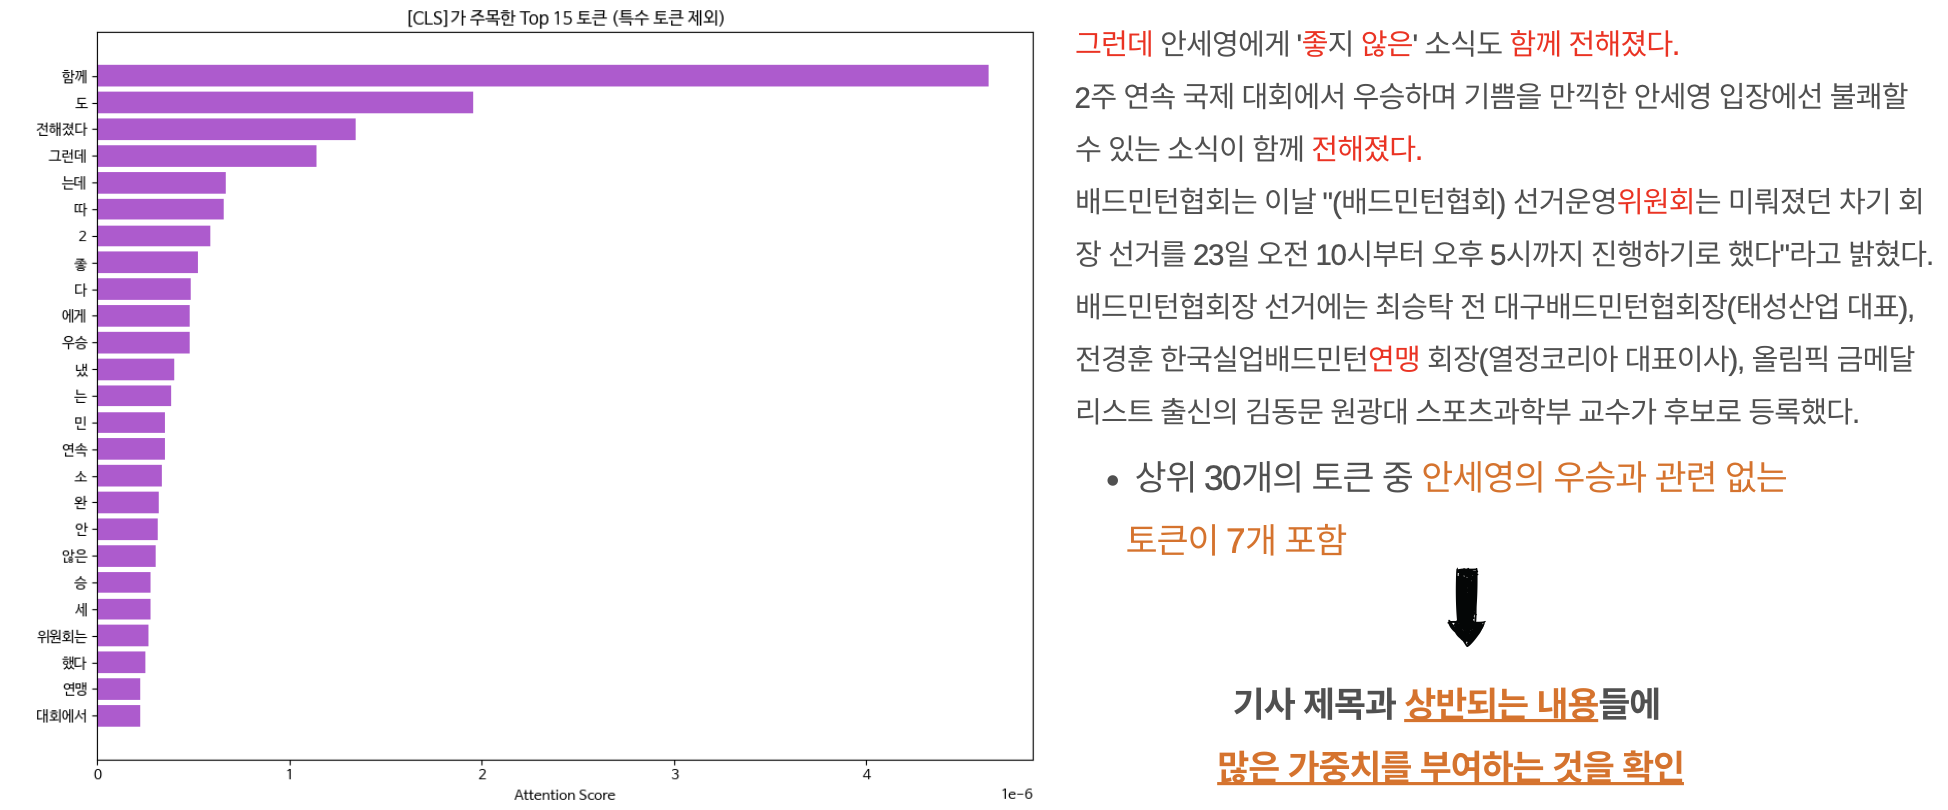 [CLS]가 주목한 Top 15 토큰 (특수 토큰 제외)
함께
도
전해졌다
그런데
는데
따
2
좋
다
에게
우승
냈
는
민
연속
소
완
안
않은
승
세
위원회는
했다
연맹
대회에서
0 1 2 3 4
1e−6
Attention Score
그런데 안세영에게 '좋지 않은' 소식도 함께 전해졌다.
2주 연속 국제 대회에서 우승하며 기쁨을 만끽한 안세영 입장에선 불쾌할
수 있는 소식이 함께 전해졌다.
배드민턴협회는 이날 "(배드민턴협회) 선거운영위원회는 미뤄졌던 차기 회
장 선거를 23일 오전 10시부터 오후 5시까지 진행하기로 했다"라고 밝혔다.
배드민턴협회장 선거에는 최승탁 전 대구배드민턴협회장(태성산업 대표),
전경훈 한국실업배드민턴연맹 회장(열정코리아 대표이사), 올림픽 금메달
리스트 출신의 김동문 원광대 스포츠과학부 교수가 후보로 등록했다.
• 상위 30개의 토큰 중 안세영의 우승과 관련 없는
토큰이 7개 포함
기사 제목과 상반되는 내용들에
많은 가중치를 부여하는 것을 확인